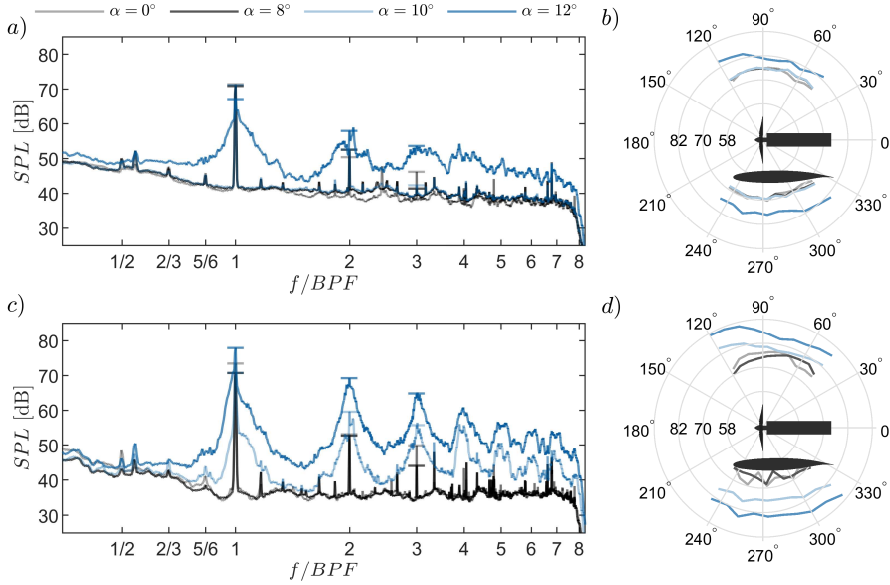 α = 0° α = 8° α = 10° α = 12°
a)
80
70
60
50
40
30
SPL [dB]
1/2 2/3 5/6 1 2 3 4 5 6 7 8
f/BPF
b)
90°
120° 60°
150° 30°
180° 82 70 58 0
210° 330°
240° 300°
270°
c)
80
70
60
50
40
30
SPL [dB]
1/2 2/3 5/6 1 2 3 4 5 6 7 8
f/BPF
d)
90°
120° 60°
150° 30°
180° 82 70 58 0
210° 330°
240° 300°
270°